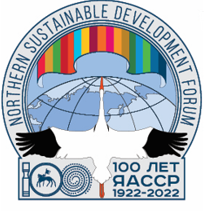 NORTHERN SUSTAINABLE DEVELOPMENT FORUM
100 ЛЕТ
ЯАССР
1922-2022